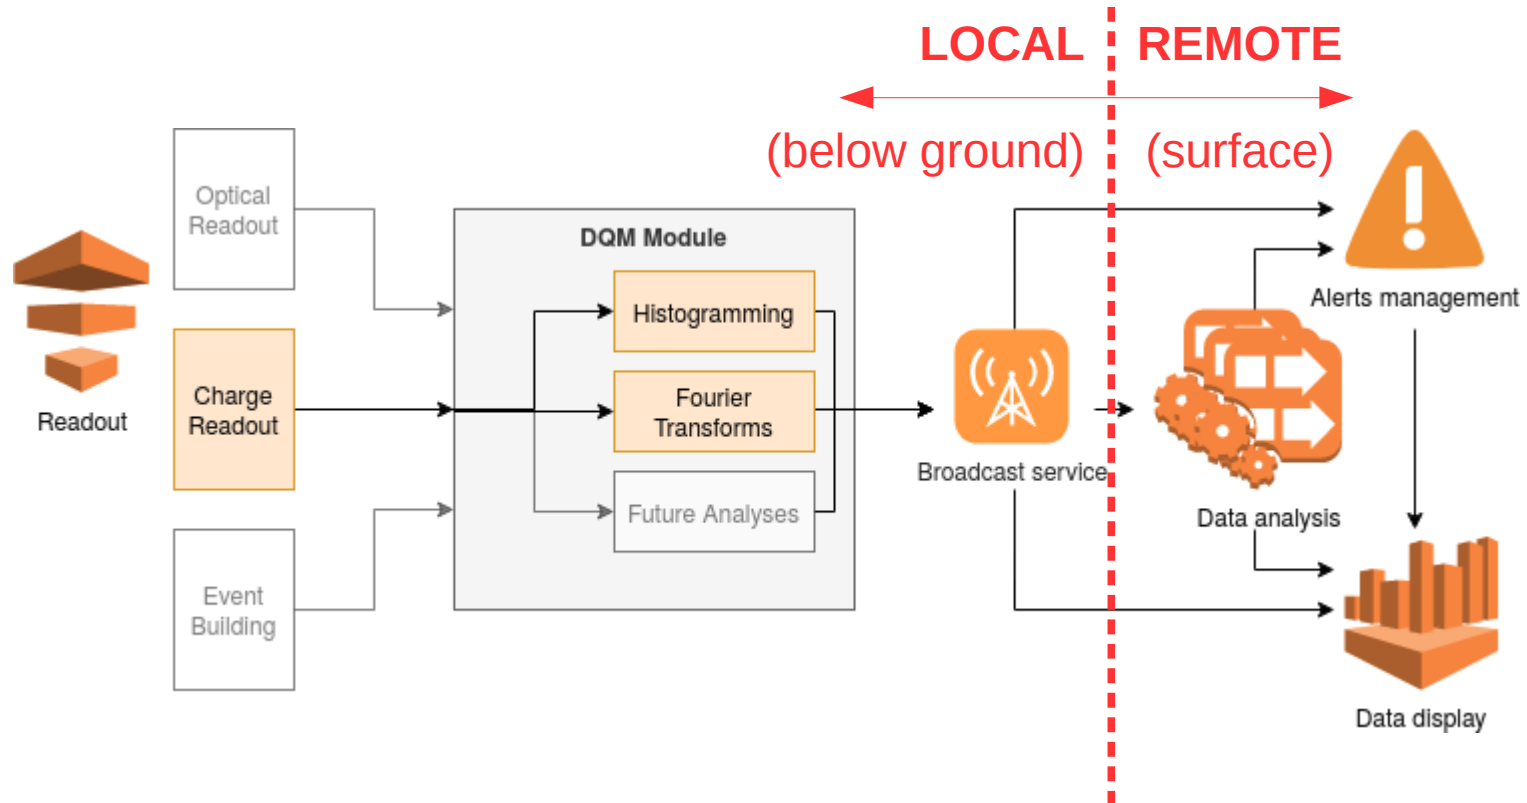 LOCAL
REMOTE
(below ground)
(surface)
Optical
Readout
DQM Module
Histogramming
Alerts management
Readout
Charge
Readout
Fourier
Transforms
Broadcast service
Future Analyses
Data analysis
Event
Building
Data display